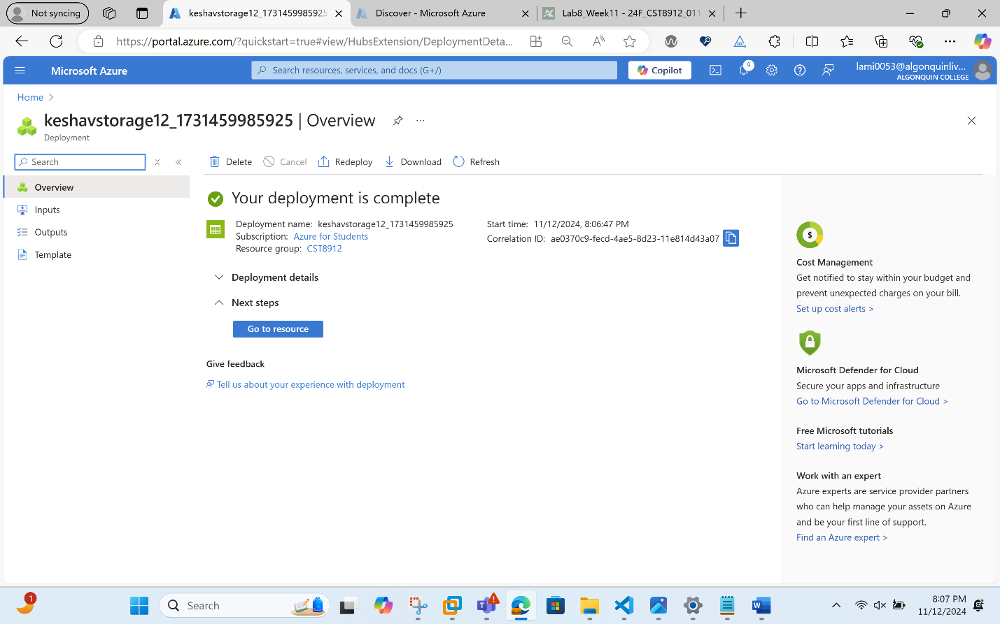 Not syncing
keshavstorage12_1731459985925
Discover - Microsoft Azure
Lab8_Week11 - 24F_CST8912_011
https://portal.azure.com/?quickstart=true#view/HubsExtension/DeploymentDeta...
Microsoft Azure
Search resources, services, and docs (G+/)
Copilot
9
lami0053@algonquinliv...
ALGONQUIN COLLEGE
Home >
keshavstorage12_1731459985925 | Overview
Deployment
Search
Delete
Cancel
Redeploy
Download
Refresh
Overview
Inputs
Outputs
Template
Your deployment is complete
Deployment name: keshavstorage12_1731459985925
Subscription: Azure for Students
Resource group: CST8912
Start time: 11/12/2024, 8:06:47 PM
Correlation ID: ae0370c9-fecd-4ae5-8d23-11e814d43a07
Deployment details
Next steps
Go to resource
Give feedback
Tell us about your experience with deployment
Cost Management
Get notified to stay within your budget and
prevent unexpected charges on your bill.
Set up cost alerts >
Microsoft Defender for Cloud
Secure your apps and infrastructure
Go to Microsoft Defender for Cloud >
Free Microsoft tutorials
Start learning today >
Work with an expert
Azure experts are service provider partners
who can help manage your assets on Azure
and be your first line of support.
Find an Azure expert >
1
Search
8:07 PM
11/12/2024